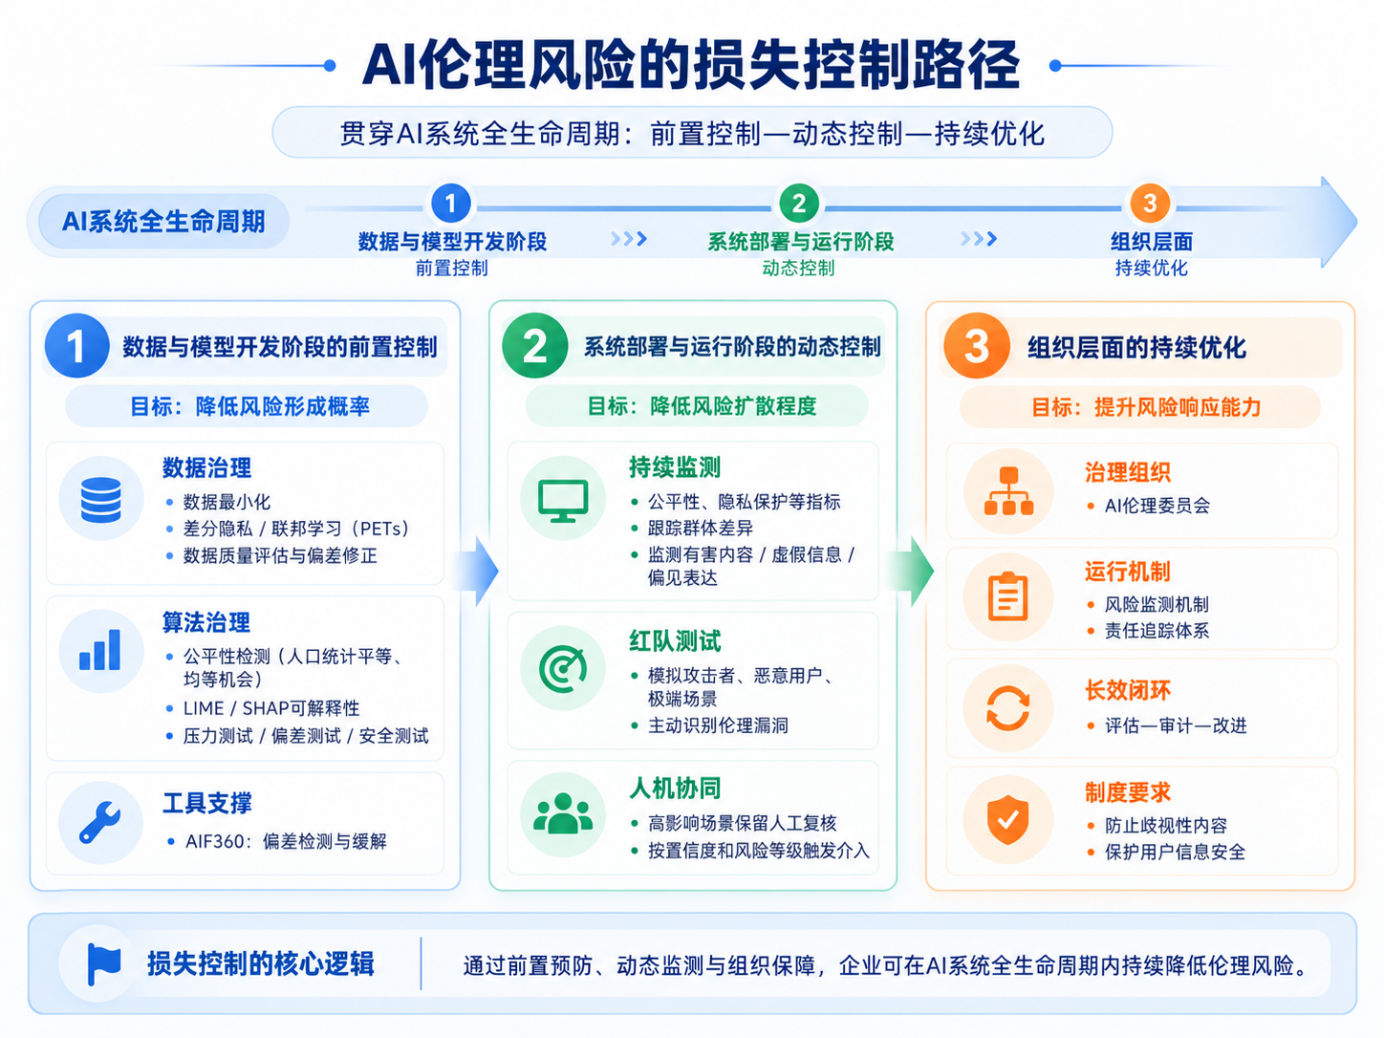 AI伦理风险的损失控制路径
贯穿AI系统全生命周期：前置控制—动态控制—持续优化
AI系统全生命周期
1
数据与模型开发阶段
前置控制
2
系统部署与运行阶段
动态控制
3
组织层面
持续优化
1 数据与模型开发阶段的前置控制
目标：降低风险形成概率
数据治理
• 数据最小化
• 差分隐私 / 联邦学习（PETs）
• 数据质量评估与偏差修正
算法治理
• 公平性检测（人口统计平等、
均等机会）
• LIME / SHAP可解释性
• 压力测试 / 偏差测试 / 安全测试
工具支撑
• AIF360：偏差检测与缓解
2 系统部署与运行阶段的动态控制
目标：降低风险扩散程度
持续监测
• 公平性、隐私保护等指标
• 跟踪群体差异
• 监测有害内容 / 虚假信息 /
偏见表达
红队测试
• 模拟攻击者、恶意用户、
极端场景
• 主动识别伦理漏洞
人机协同
• 高影响场景保留人工复核
• 按置信度和风险等级触发介入
3 组织层面的持续优化
目标：提升风险响应能力
治理组织
• AI伦理委员会
运行机制
• 风险监测机制
• 责任追踪体系
长效闭环
• 评估—审计—改进
制度要求
• 防止歧视性内容
• 保护用户信息安全
损失控制的核心逻辑
通过前置预防、动态监测与组织保障，企业可在AI系统全生命周期内持续降低伦理风险。